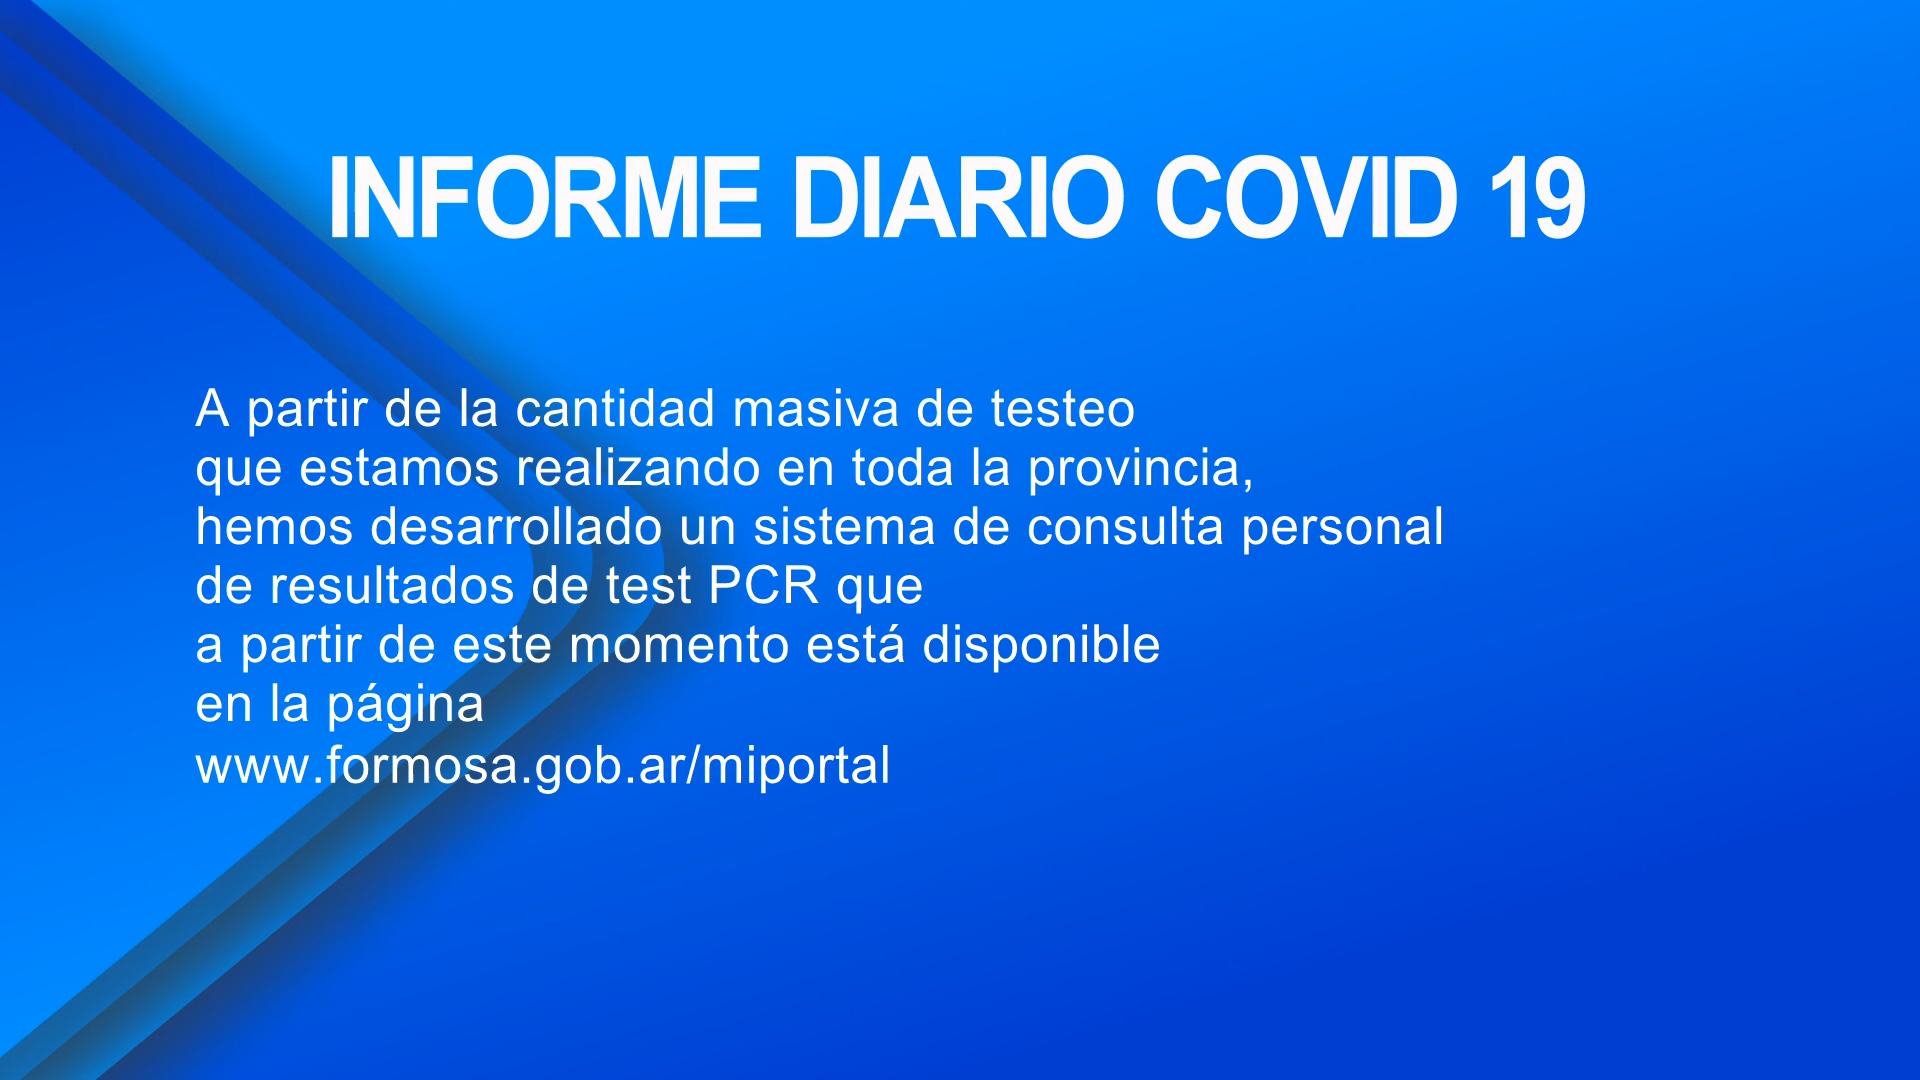 INFORME DIARIO COVID 19
A partir de la cantidad masiva de testeo
que estamos realizando en toda la provincia,
hemos desarrollado un sistema de consulta personal
de resultados de test PCR que
a partir de este momento está disponible
en la página
www.formosa.gob.ar/miportal